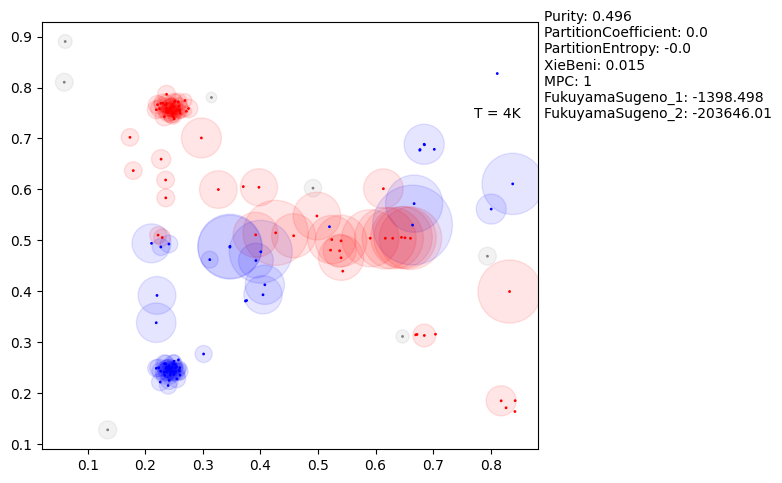 Purity: 0.496
PartitionCoefficient: 0.0
PartitionEntropy: -0.0
XieBeni: 0.015
MPC: 1
FukuyamaSugeno_1: -1398.498
FukuyamaSugeno_2: -203646.01
T = 4K
0.9
0.8
0.7
0.6
0.5
0.4
0.3
0.2
0.1
0.1 0.2 0.3 0.4 0.5 0.6 0.7 0.8